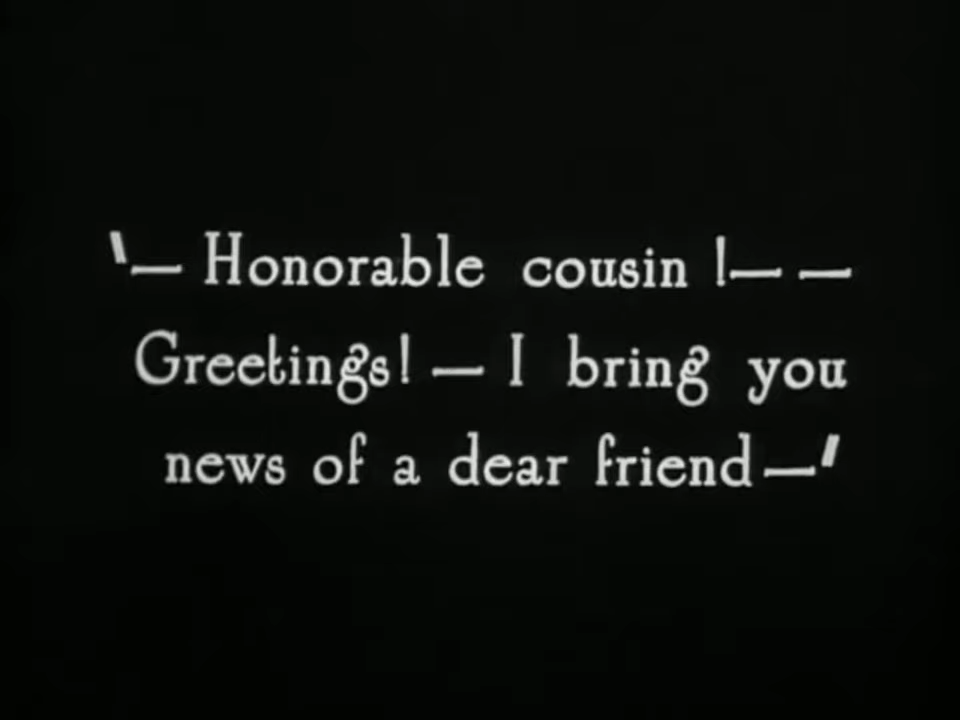 '— Honorable cousin !— —
Greetings! — I bring you
news of a dear friend —'